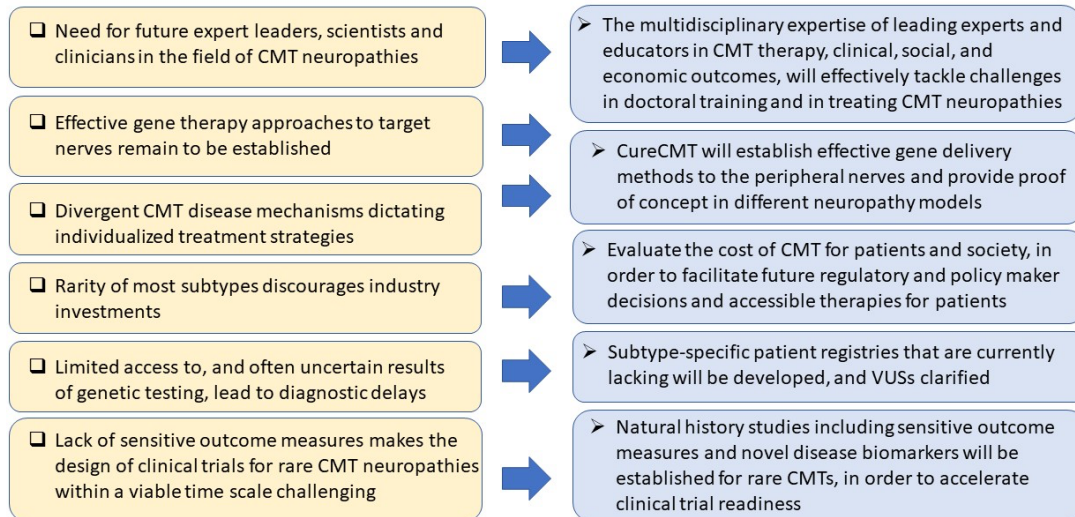 ❑ Need for future expert leaders, scientists and
clinicians in the field of CMT neuropathies
❑ Effective gene therapy approaches to target
nerves remain to be established
❑ Divergent CMT disease mechanisms dictating
individualized treatment strategies
❑ Rarity of most subtypes discourages industry
investments
❑ Limited access to, and often uncertain results
of genetic testing, lead to diagnostic delays
❑ Lack of sensitive outcome measures makes the
design of clinical trials for rare CMT neuropathies
within a viable time scale challenging
➢ The multidisciplinary expertise of leading experts and
educators in CMT therapy, clinical, social, and
economic outcomes, will effectively tackle challenges
in doctoral training and in treating CMT neuropathies
➢ CureCMT will establish effective gene delivery
methods to the peripheral nerves and provide proof
of concept in different neuropathy models
➢ Evaluate the cost of CMT for patients and society, in
order to facilitate future regulatory and policy maker
decisions and accessible therapies for patients
➢ Subtype-specific patient registries that are currently
lacking will be developed, and VUSs clarified
➢ Natural history studies including sensitive outcome
measures and novel disease biomarkers will be
established for rare CMTs, in order to accelerate
clinical trial readiness